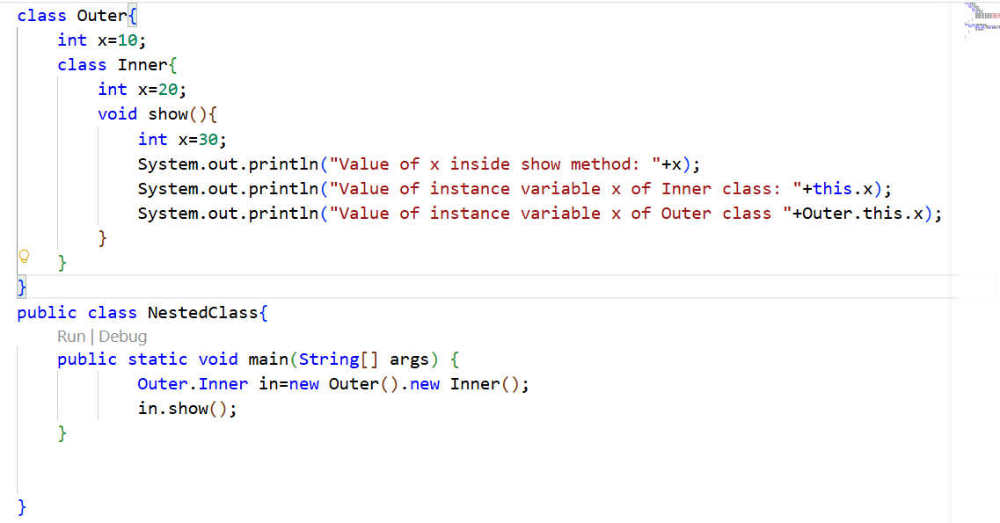 class Outer{
    int x=10;
    class Inner{
        int x=20;
        void show(){
            int x=30;
            System.out.println("Value of x inside show method: "+x);
            System.out.println("Value of instance variable x of Inner class: "+this.x);
            System.out.println("Value of instance variable x of Outer class "+Outer.this.x);
        }
    }
}
public class NestedClass{
    Run | Debug
    public static void main(String[] args) {
            Outer.Inner in=new Outer().new Inner();
            in.show();
    }
}